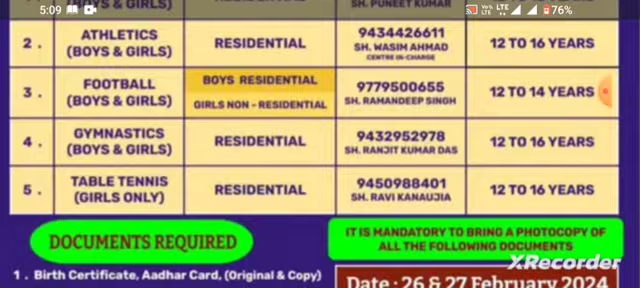 5:09 Vo LTE LTE 76%
(BOYS & GIRLS) SH. PUNEET KUMAR
2 . ATHLETICS (BOYS & GIRLS) RESIDENTIAL 9434426611 SH. WASIM AHMAD CENTRE IN-CHARGE 12 TO 16 YEARS
3 . FOOTBALL (BOYS & GIRLS) BOYS RESIDENTIAL GIRLS NON - RESIDENTIAL 9779500655 SH. RAMANDEEP SINGH 12 TO 14 YEARS
4 . GYMNASTICS (BOYS & GIRLS) RESIDENTIAL 9432952978 SH. RANJIT KUMAR DAS 12 TO 16 YEARS
5 . TABLE TENNIS (GIRLS ONLY) RESIDENTIAL 9450988401 SH. RAVI KANAUJIA 12 TO 16 YEARS
DOCUMENTS REQUIRED
IT IS MANDATORY TO BRING A PHOTOCOPY OF
ALL THE FOLLOWING DOCUMENTS
XRecorder
1 . Birth Certificate, Aadhar Card, (Original & Copy)
Date : 26 & 27 February 2024